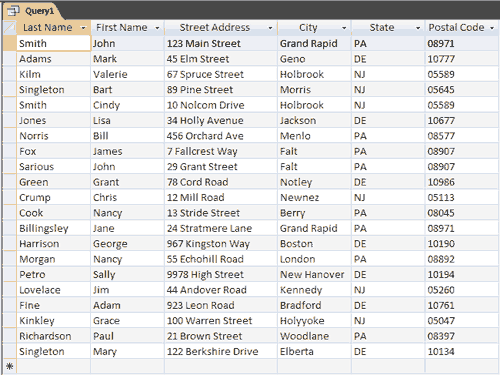 Query1
Last Name First Name Street Address City State Postal Code
Smith John 123 Main Street Grand Rapid PA 08971
Adams Mark 45 Elm Street Geno DE 10777
Kilm Valerie 67 Spruce Street Holbrook NJ 05589
Singleton Bart 89 Pine Street Morris NJ 05645
Smith Cindy 10 Nolcom Drive Holbrook NJ 05589
Jones Lisa 34 Holly Avenue Jackson DE 10677
Norris Bill 456 Orchard Ave Menlo PA 08577
Fox James 7 Fallcrest Way Falt PA 08907
Sarious John 29 Grant Street Falt PA 08907
Green Grant 78 Cord Road Notley DE 10986
Crump Chris 12 Mill Road Newnez NJ 05113
Cook Nancy 13 Stride Street Berry PA 08045
Billingsley Jane 24 Stratmere Lane Grand Rapid PA 08971
Harrison George 967 Kingston Way Boston DE 10190
Morgan Nancy 55 Echohill Road London PA 08892
Petro Sally 9978 High Street New Hanover DE 10194
Lovelace Jim 44 Andover Road Kennedy NJ 05260
Fine Adam 923 Leon Road Bradford DE 10761
Kinkley Grace 100 Warren Street Holyyoke NJ 05047
Richardson Paul 21 Brown Street Woodlane PA 08397
Singleton Mary 122 Berkshire Drive Elberta DE 10134